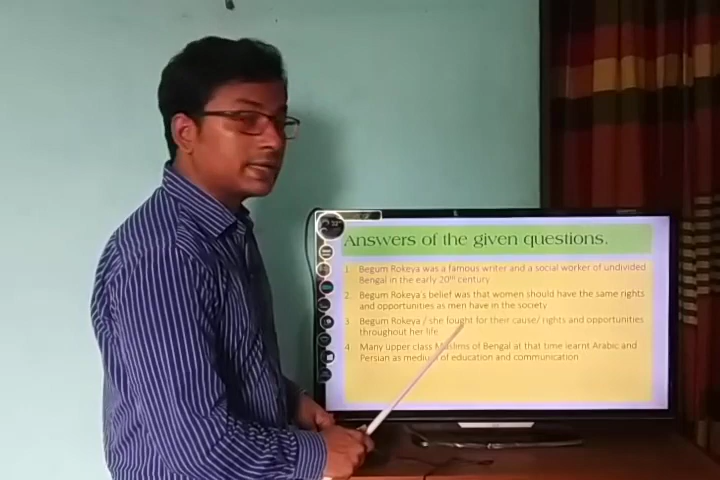 Answers of the given questions.
1 Begum Rokeya was a famous writer and a social worker of undivided
Bengal in the early 20th century
2. Begum Rokeya's belief was that women should have the same rights
and opportunities as men have in the society
3 Begum Rokeya / she fought for their cause/ rights and opportunities
throughout her life
4 Many upper class Muslims of Bengal at that time learnt Arabic and
Persian as medium of education and communication